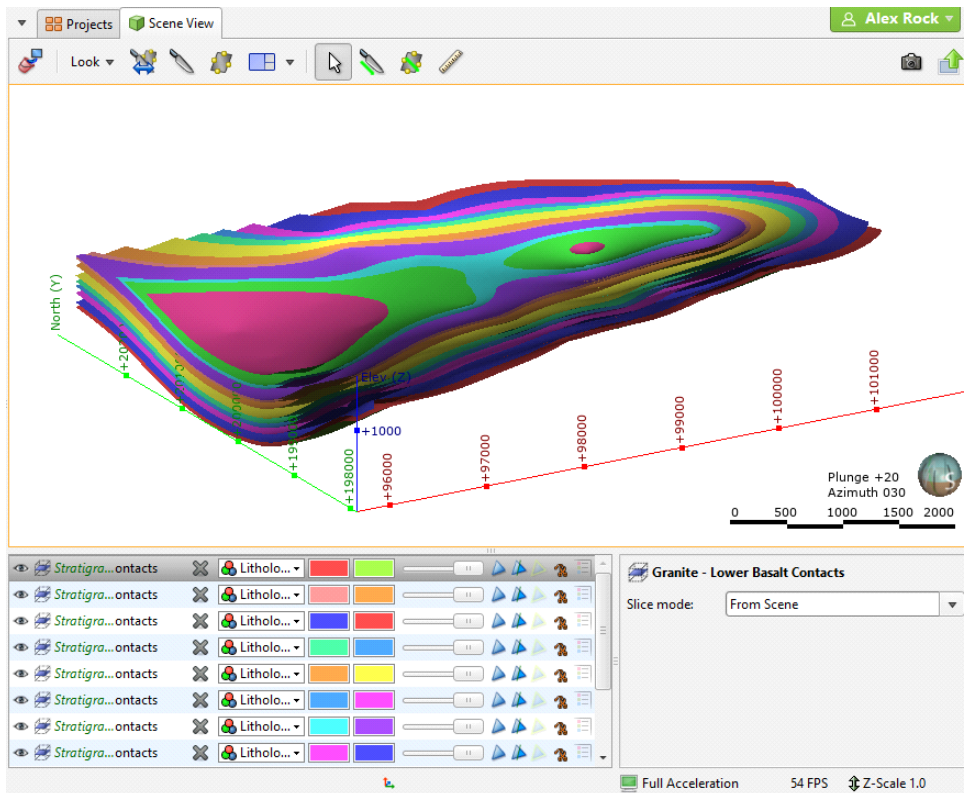 Projects
Scene View
Alex Rock
Look
North (Y)
Elev (Z)
+1000
+198000
+96000
+97000
+98000
+99000
+100000
+101000
Plunge +20
Azimuth 030
S
0 500 1000 1500 2000
Stratigra...ontacts Litholo...
Stratigra...ontacts Litholo...
Stratigra...ontacts Litholo...
Stratigra...ontacts Litholo...
Stratigra...ontacts Litholo...
Stratigra...ontacts Litholo...
Stratigra...ontacts Litholo...
Stratigra...ontacts Litholo...
Granite - Lower Basalt Contacts
Slice mode: From Scene
Full Acceleration 54 FPS Z-Scale 1.0